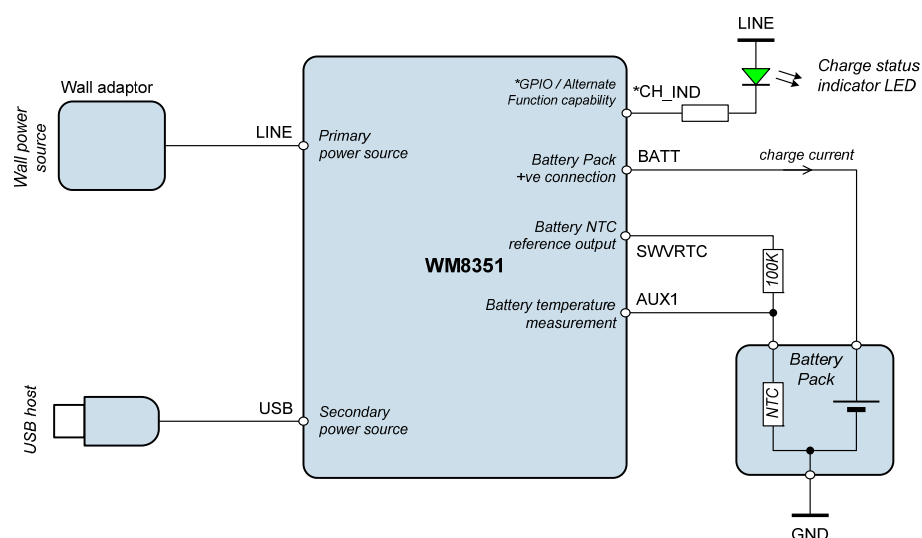 LINE
Charge status
indicator LED
*GPIO / Alternate
Function capability
*CH_IND
Wall adaptor
Wall power
source
LINE
Primary
power source
Battery Pack
+ve connection
BATT
charge current
Battery NTC
reference output
SWVRTC
100K
WM8351
Battery temperature
measurement
AUX1
Battery
Pack
NTC
USB host
USB
Secondary
power source
GND